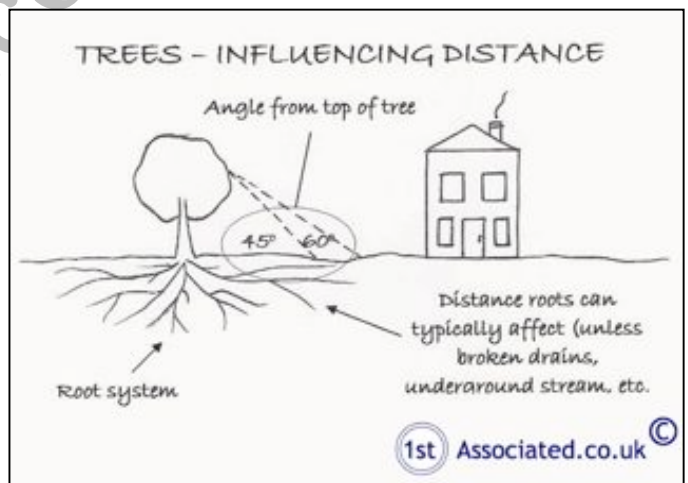 TREES – INFLUENCING DISTANCE
Angle from top of tree
45° 60°
Distance roots can
typically affect (unless
broken drains,
underaround stream, etc.
Root system
1st Associated.co.uk ©